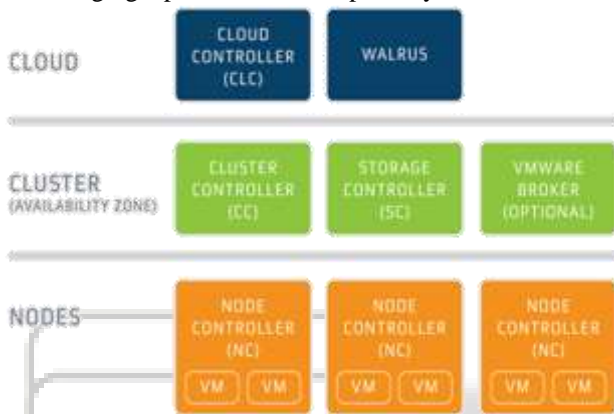 CLOUD
CLOUD
CONTROLLER
(CLC)
WALRUS
CLUSTER
(AVAILABILITY ZONE)
CLUSTER
CONTROLLER
(CC)
STORAGE
CONTROLLER
(SC)
VMWARE
BROKER
(OPTIONAL)
NODES
NODE
CONTROLLER
(NC)
VM VM
NODE
CONTROLLER
(NC)
VM VM
NODE
CONTROLLER
(NC)
VM VM